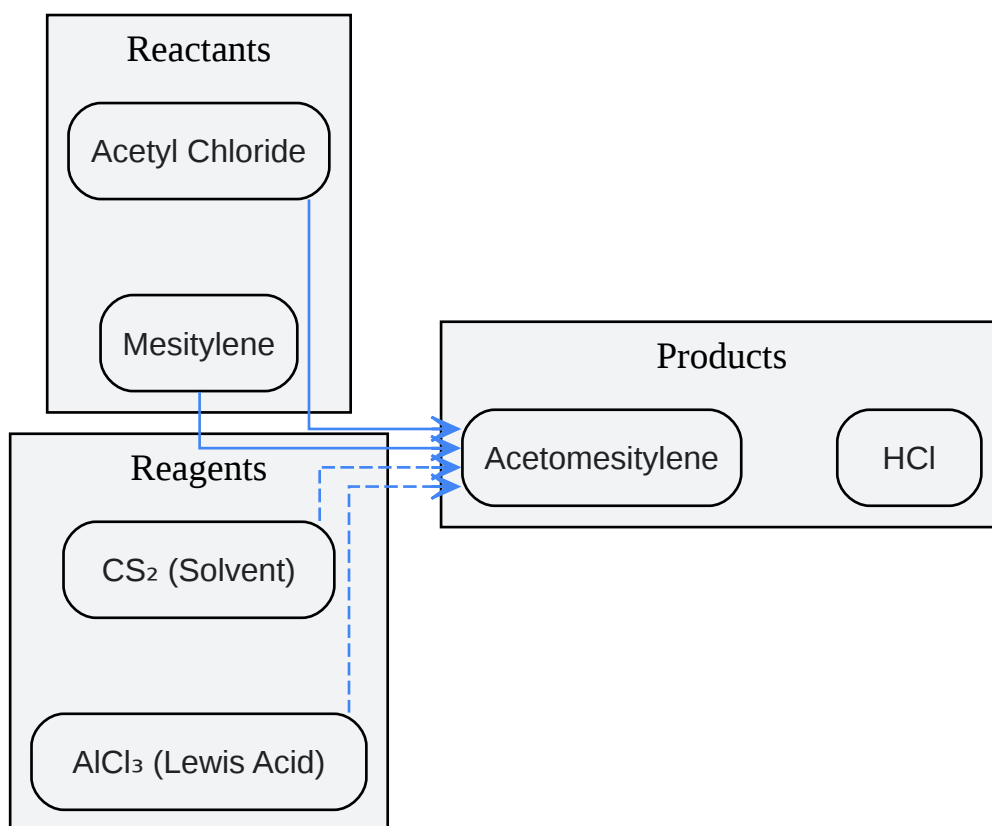 Reactants
Acetyl Chloride
Mesitylene
Reagents
CS₂ (Solvent)
AlCl₃ (Lewis Acid)
Products
Acetomesitylene
HCl